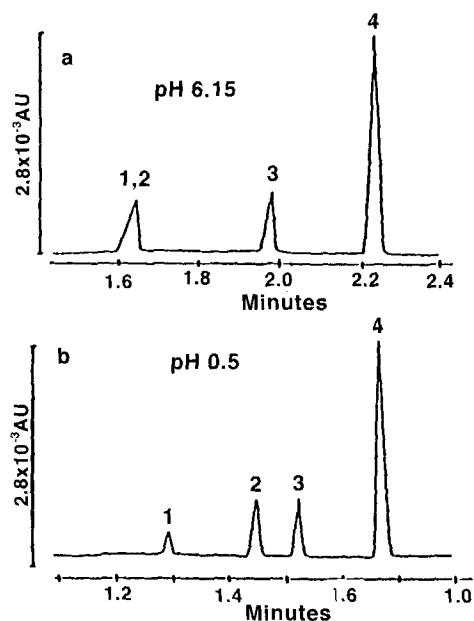 a
pH 6.15
2.8x10⁻³AU
1,2
3
4
1.6 1.8 2.0 2.2 2.4
Minutes
b
pH 0.5
2.8x10⁻³AU
1
2
3
4
1.2 1.4 1.6 1.0
Minutes